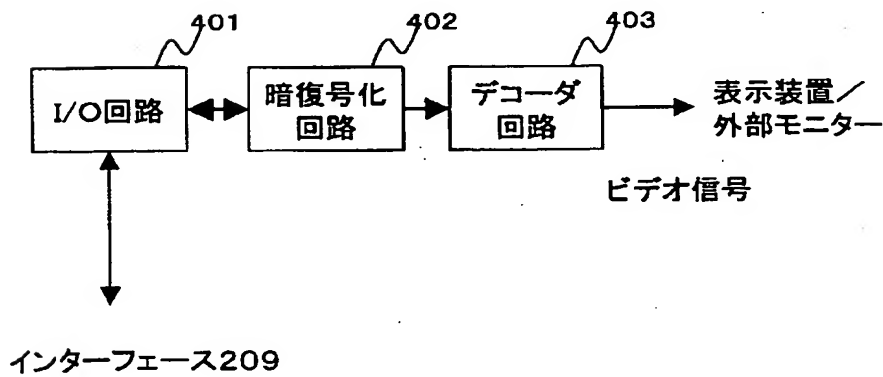 401
402
403
I/O回路
暗復号化
回路
デコーダ
回路
表示装置／
外部モニター
ビデオ信号
インターフェース209